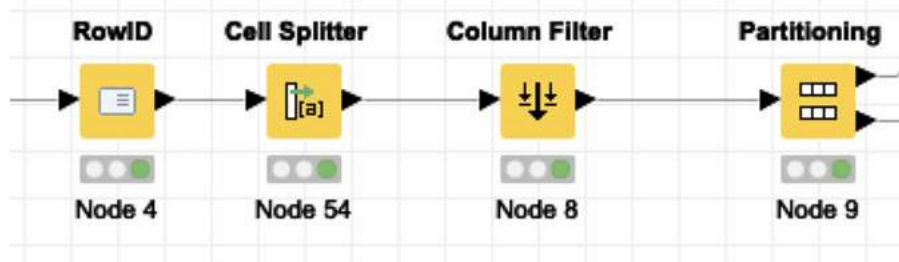 RowID
Cell Splitter
Column Filter
Partitioning
[a]
Node 4
Node 54
Node 8
Node 9